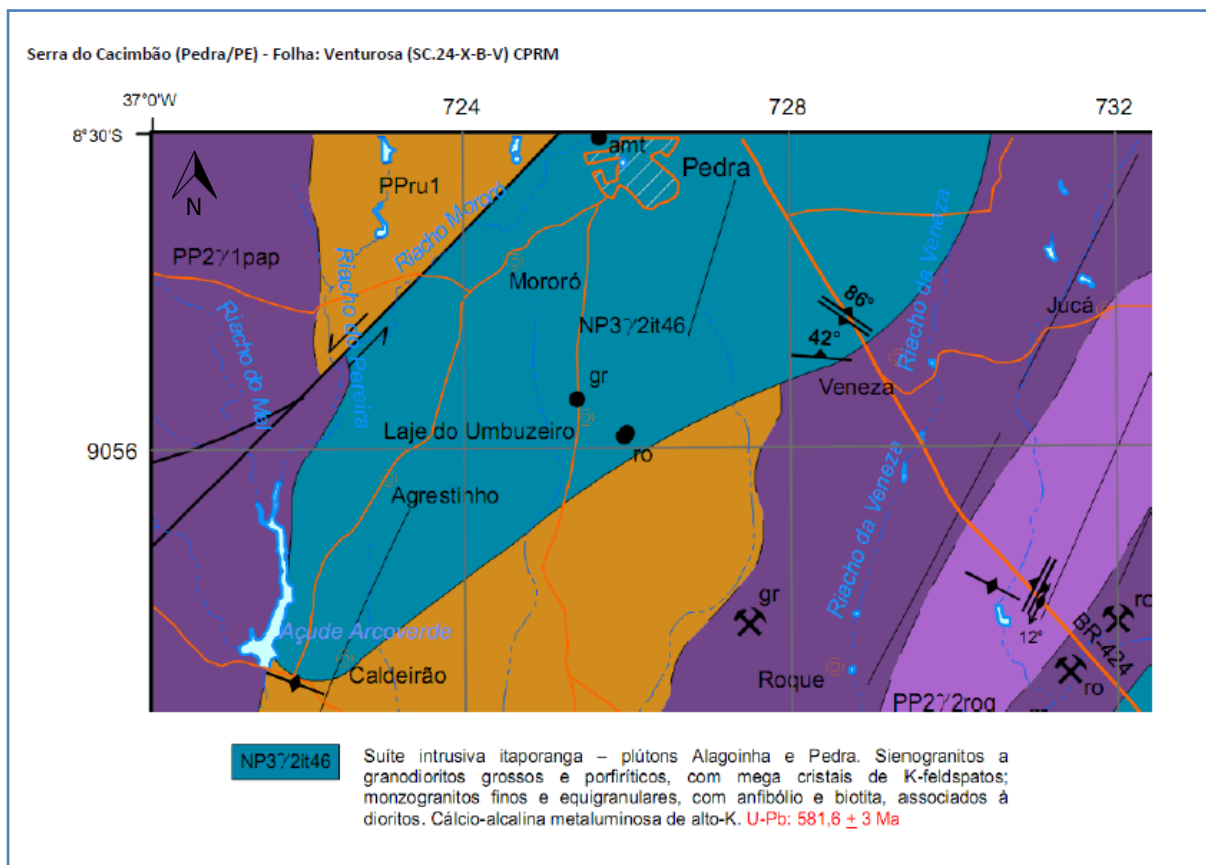 Serra do Cacimbão (Pedra/PE) - Folha: Venturosa (SC.24-X-B-V) CPRM
37°0'W
724
728
732
8°30'S
amt
Pedra
N
PPru1
Riacho Mororó
PP2γ1pap
Riacho do Pereira
Riacho do Mel
Mororó
NP3γ2it46
86°
42°
Riacho da Veneza
Jucá
Veneza
gr
Laje do Umbuzeiro
ro
9056
Agrestinho
Riacho da Veneza
gr
ro
Açude Arcoverde
12°
BR-424
Caldeirão
Roque
ro
PP2γ2roq
NP3γ2it46
Suíte intrusiva itaporanga – plútons Alagoinha e Pedra. Sienogranitos a
granodioritos grossos e porfiríticos, com mega cristais de K-feldspatos;
monzogranitos finos e equigranulares, com anfibólio e biotita, associados à
dioritos. Cálcio-alcalina metaluminosa de alto-K. U-Pb: 581,6 ± 3 Ma